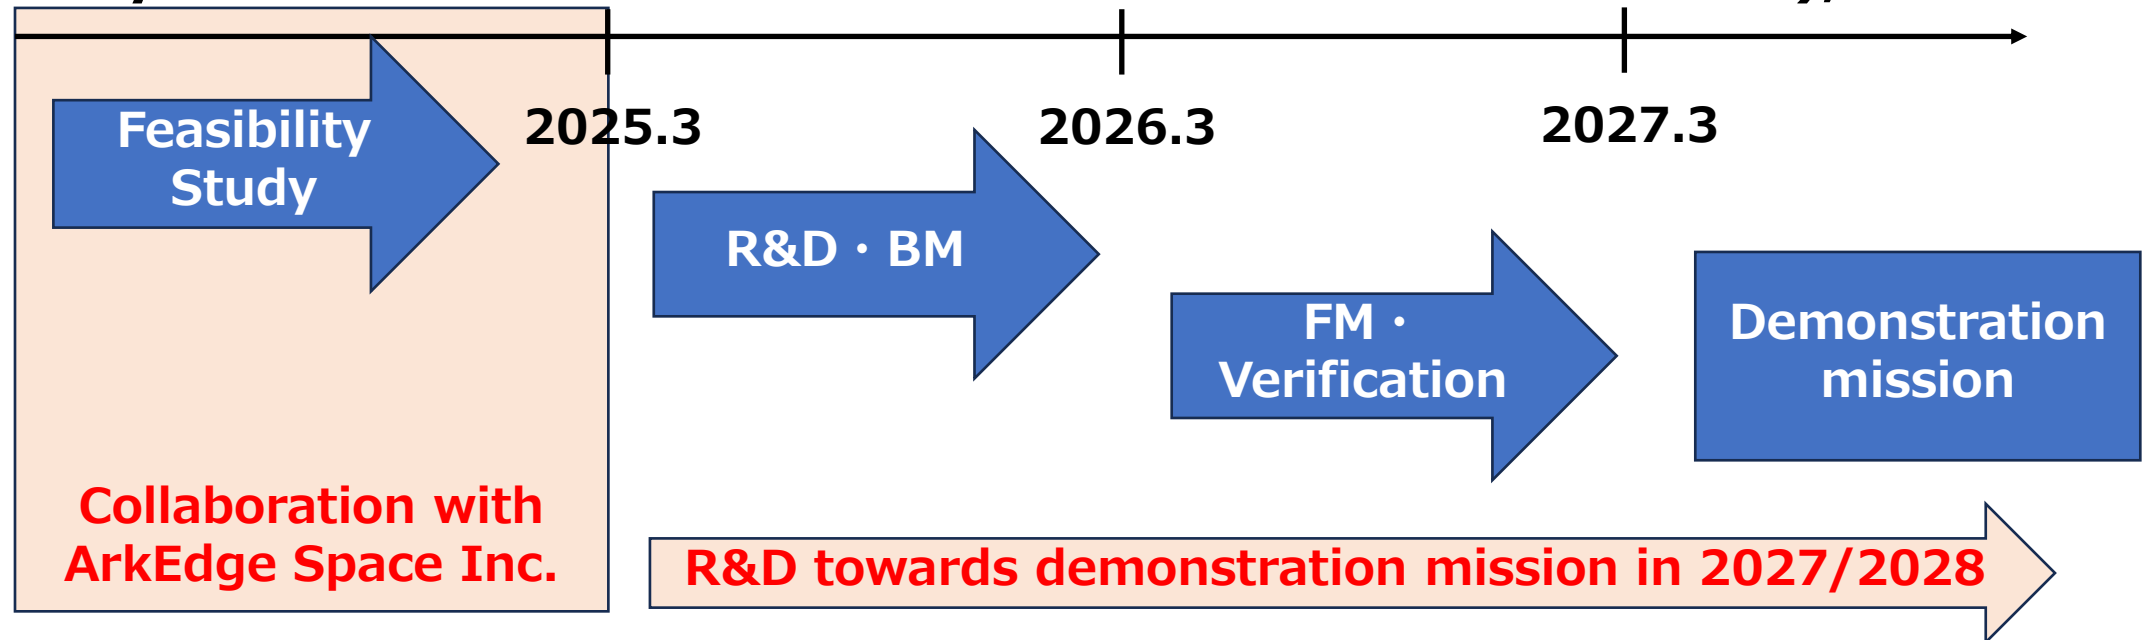 2025.3
2026.3
2027.3
Feasibility
Study
R&D・BM
FM・
Verification
Demonstration
mission
Collaboration with
ArkEdge Space Inc.
R&D towards demonstration mission in 2027/2028